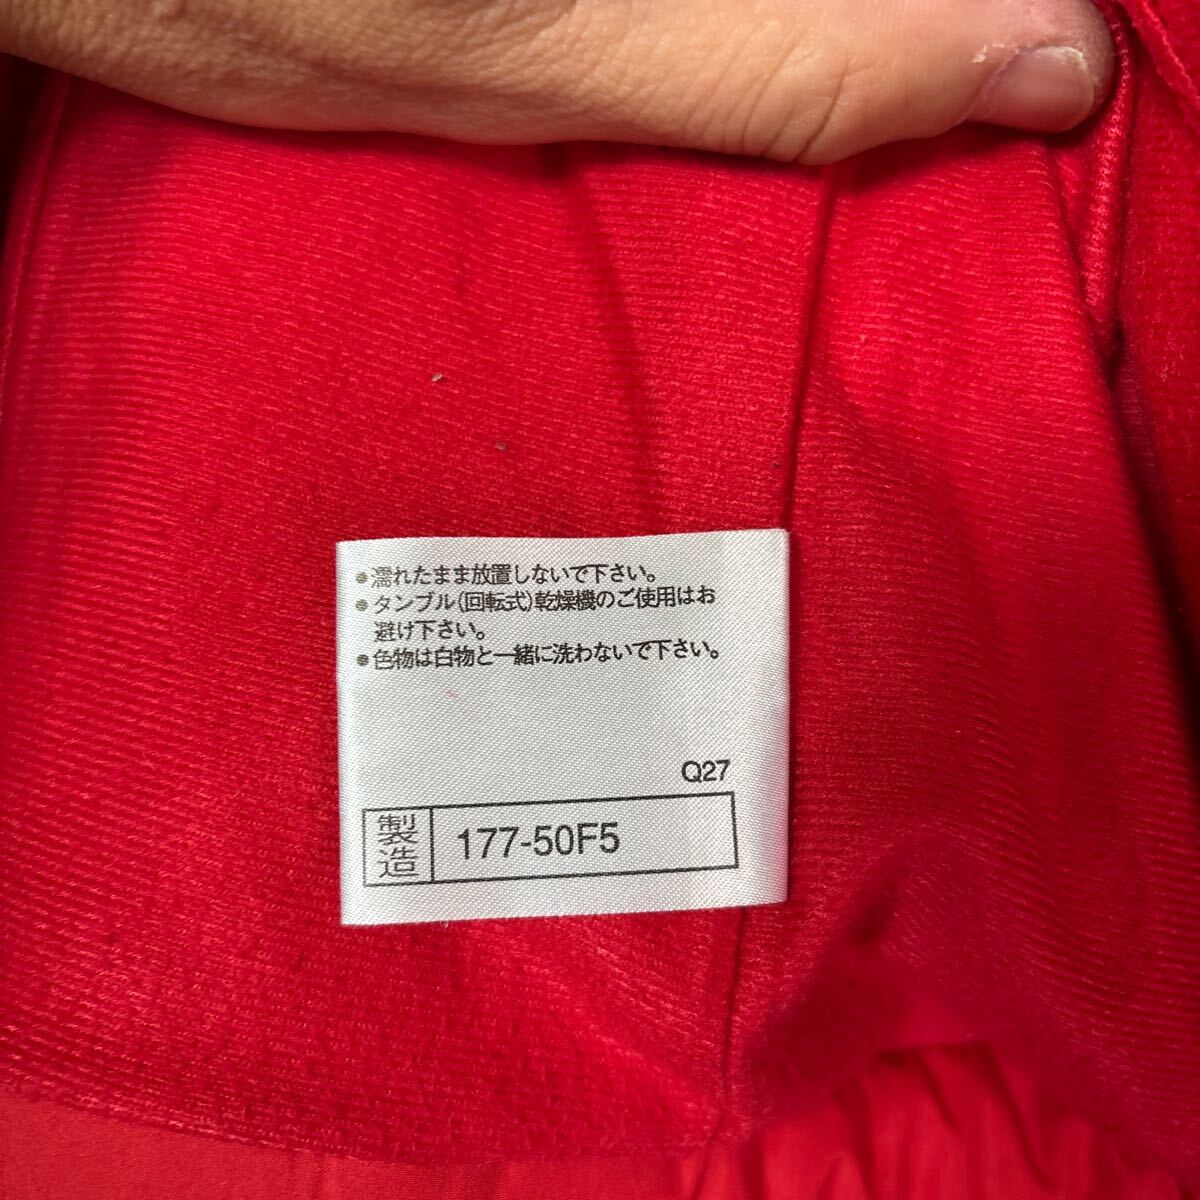 ●濡れたまま放置しないで下さい。
●タンブル(回転式)乾燥機のご使用はお
避け下さい。
●色物は白物と一緒に洗わないで下さい。
Q27
製造 177-50F5